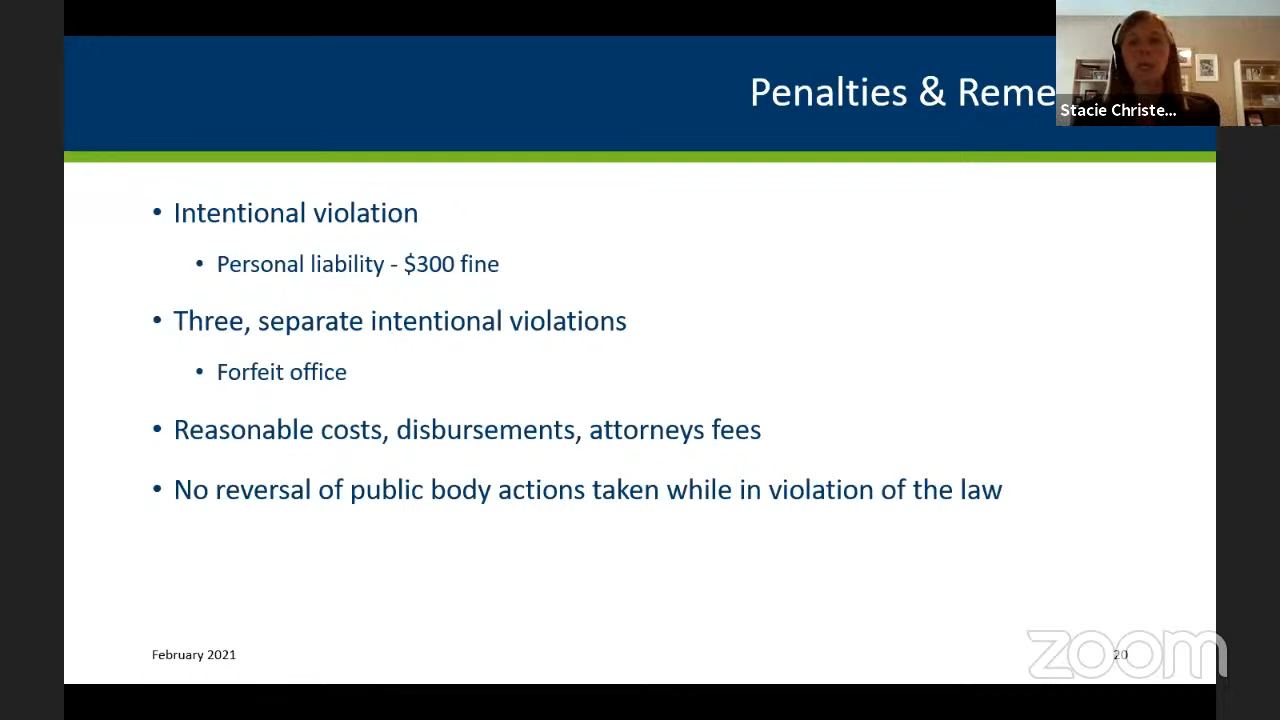 Penalties & Reme
Stacie Christe...
• Intentional violation
• Personal liability - $300 fine
• Three, separate intentional violations
• Forfeit office
• Reasonable costs, disbursements, attorneys fees
• No reversal of public body actions taken while in violation of the law
February 2021
20
zoom